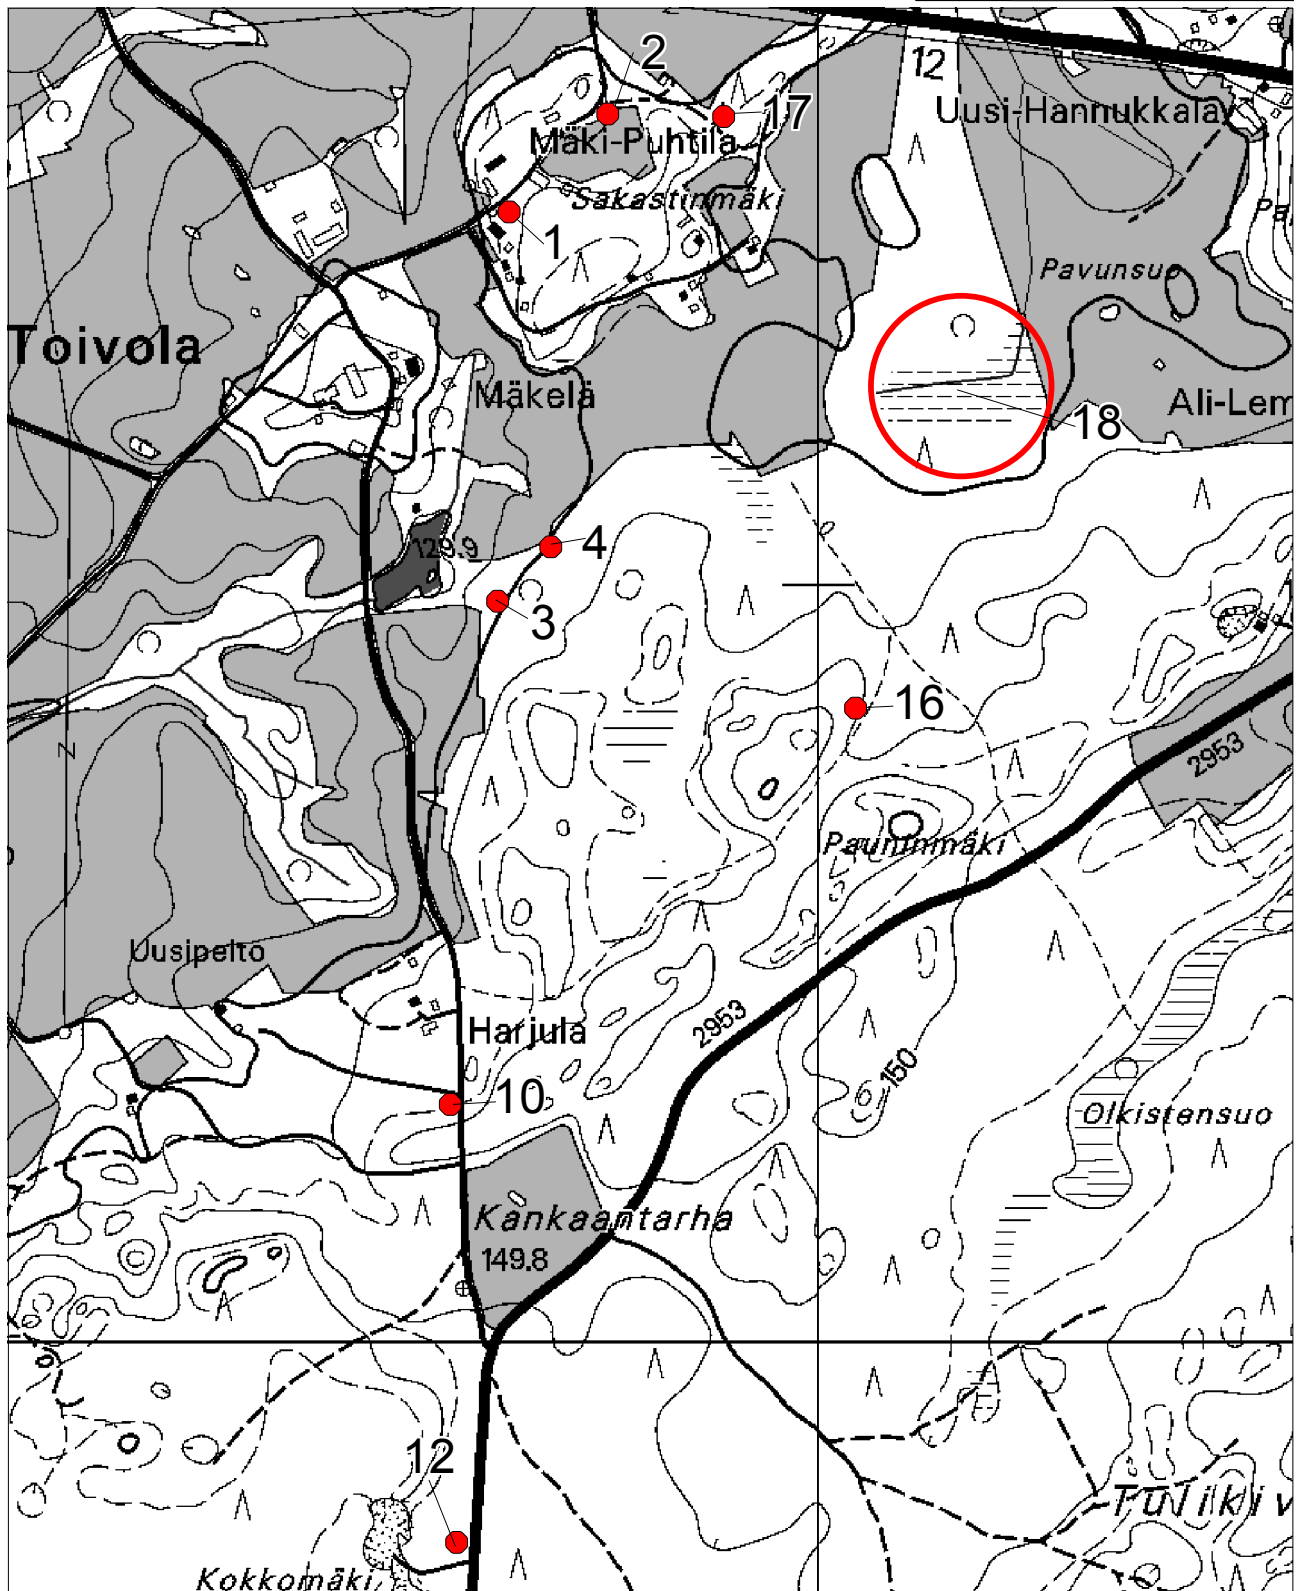 2
12
Uusi-Hannukkala
17
Mäki-Puhtila
Sakastinmäki
1
Pavunsuo
Toivola
Mäkelä
Ali-Lem
18
129.9
4
3
16
2953
Pauninmäki
Uusipelto
2953
Harjula
150
10
Olkistensuo
Kankaantarha
149.8
12
Tulikiv
Kokkomäki